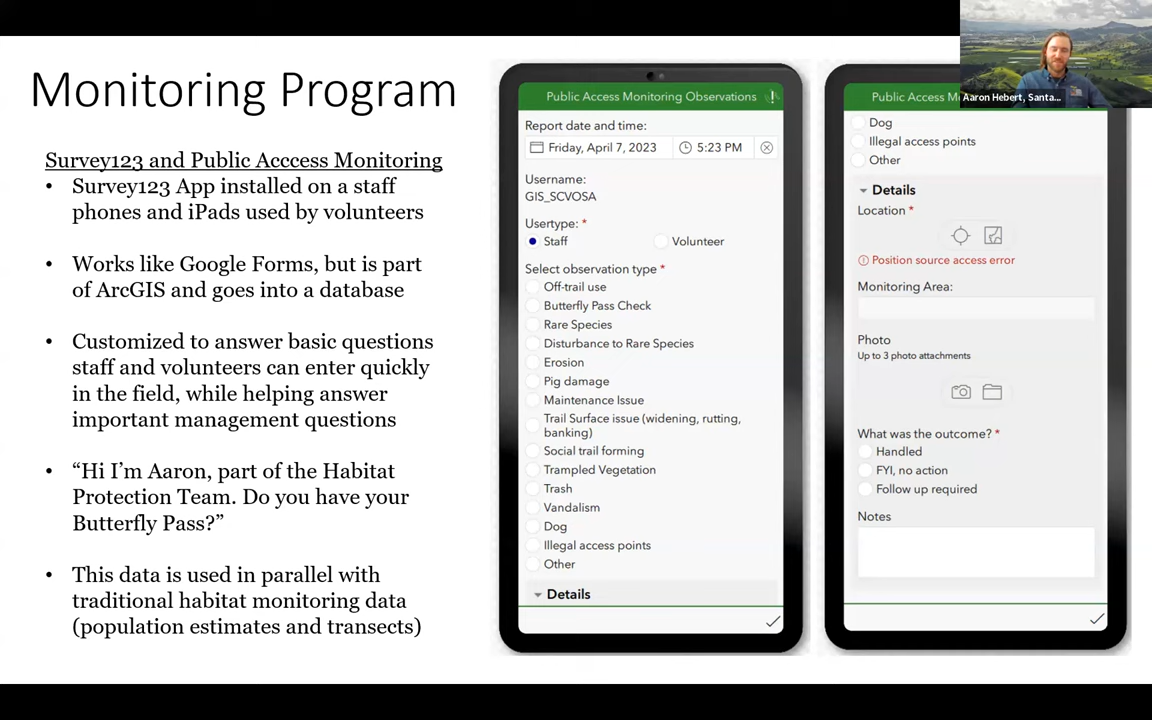 Monitoring Program
Survey123 and Public Acccess Monitoring
• Survey123 App installed on a staff
phones and iPads used by volunteers
• Works like Google Forms, but is part
of ArcGIS and goes into a database
• Customized to answer basic questions
staff and volunteers can enter quickly
in the field, while helping answer
important management questions
• “Hi I’m Aaron, part of the Habitat
Protection Team. Do you have your
Butterfly Pass?”
• This data is used in parallel with
traditional habitat monitoring data
(population estimates and transects)
Public Access Monitoring Observations
Report date and time:
Friday, April 7, 2023 5:23 PM
Username:
GIS_SCVOSA
Usertype: *
Staff Volunteer
Select observation type *
Off-trail use
Butterfly Pass Check
Rare Species
Disturbance to Rare Species
Erosion
Pig damage
Maintenance Issue
Trail Surface issue (widening, rutting,
banking)
Social trail forming
Trampled Vegetation
Trash
Vandalism
Dog
Illegal access points
Other
Details
Public Access M
Aaron Hebert, Santa...
Dog
Illegal access points
Other
Details
Location *
Position source access error
Monitoring Area:
Photo
Up to 3 photo attachments
What was the outcome? *
Handled
FYI, no action
Follow up required
Notes